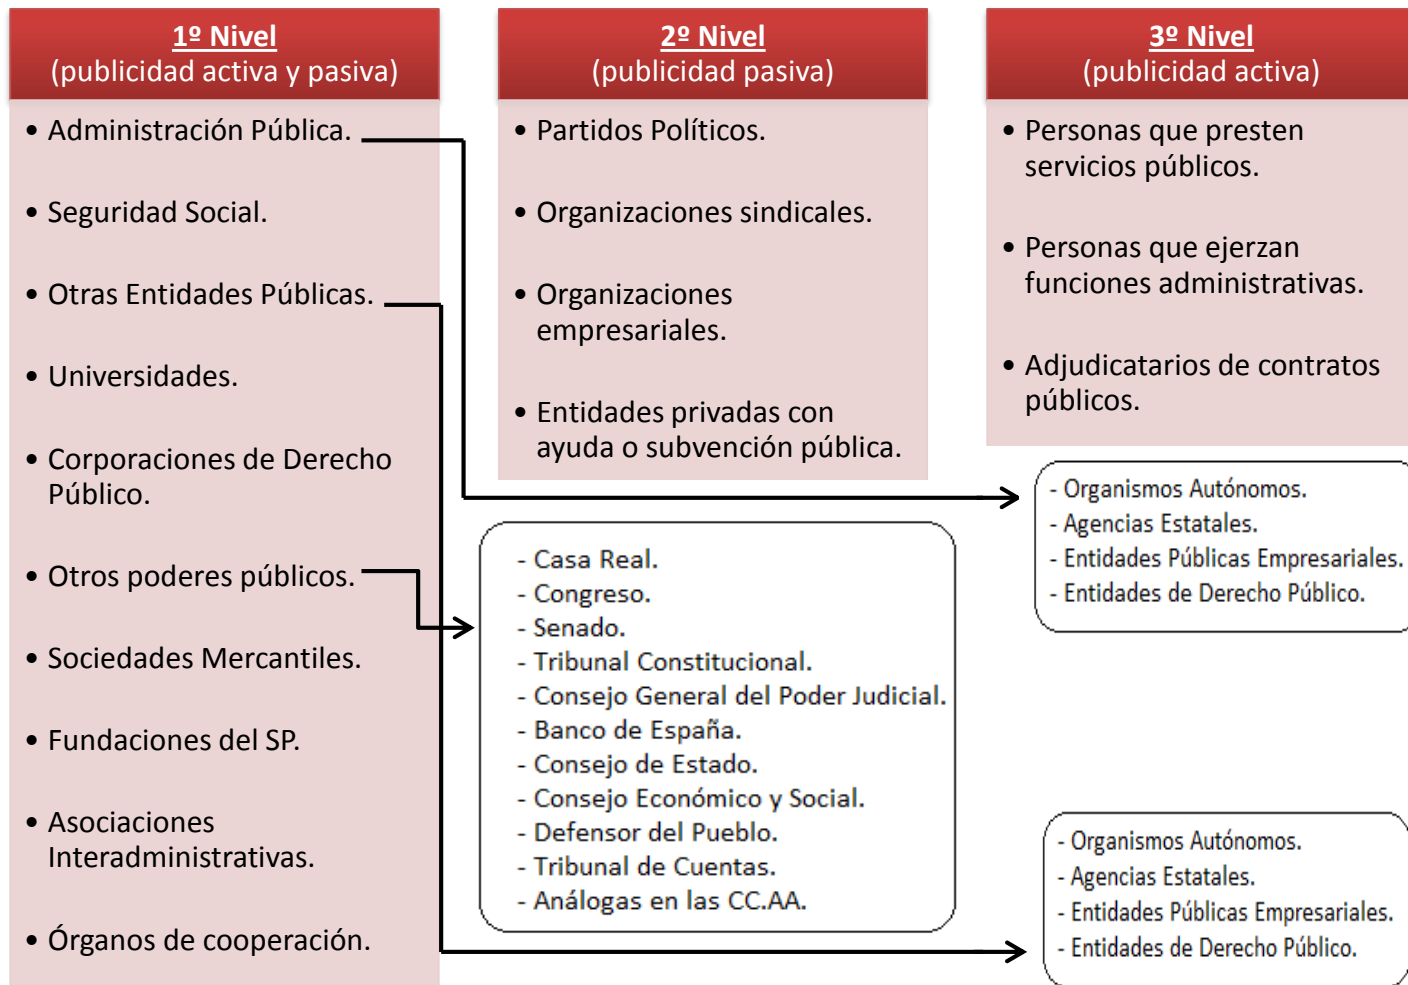 1º Nivel
(publicidad activa y pasiva)
• Administración Pública.
• Seguridad Social.
• Otras Entidades Públicas.
• Universidades.
• Corporaciones de Derecho
Público.
• Otros poderes públicos.
• Sociedades Mercantiles.
• Fundaciones del SP.
• Asociaciones
Interadministrativas.
• Órganos de cooperación.
2º Nivel
(publicidad pasiva)
• Partidos Políticos.
• Organizaciones sindicales.
• Organizaciones
empresariales.
• Entidades privadas con
ayuda o subvención pública.
3º Nivel
(publicidad activa)
• Personas que presten
servicios públicos.
• Personas que ejerzan
funciones administrativas.
• Adjudicatarios de contratos
públicos.
- Organismos Autónomos.
- Agencias Estatales.
- Entidades Públicas Empresariales.
- Entidades de Derecho Público.
- Casa Real.
- Congreso.
- Senado.
- Tribunal Constitucional.
- Consejo General del Poder Judicial.
- Banco de España.
- Consejo de Estado.
- Consejo Económico y Social.
- Defensor del Pueblo.
- Tribunal de Cuentas.
- Análogas en las CC.AA.
- Organismos Autónomos.
- Agencias Estatales.
- Entidades Públicas Empresariales.
- Entidades de Derecho Público.